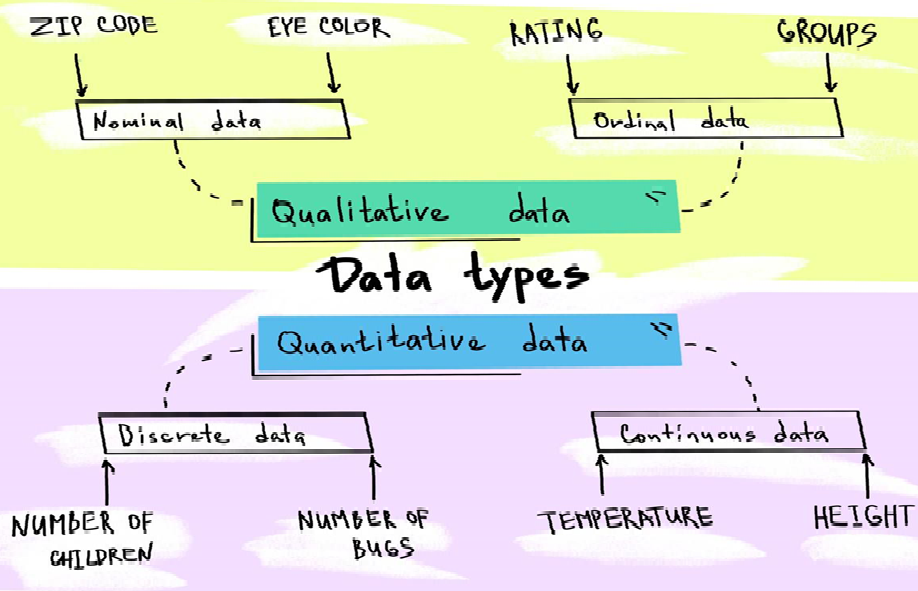 ZIP CODE
EYE COLOR
RATING
GROUPS
Nominal data
Ordinal data
Qualitative data
Data types
Quantitative data
Discrete data
Continuous data
NUMBER OF
CHILDREN
NUMBER OF
BUGS
TEMPERATURE
HEIGHT